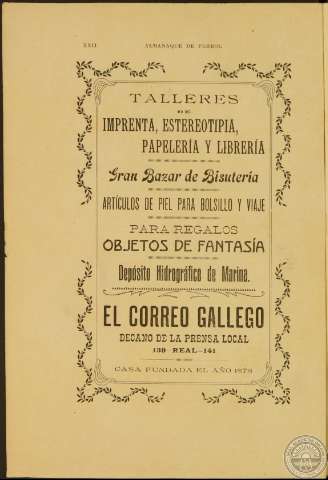 XXII
ALMANAQUE DE FERROL
TALLERES
DE
IMPRENTA, ESTEREOTIPIA,
PAPELERÍA Y LIBRERÍA
Gran Bazar de Bisutería
ARTÍCULOS DE PIEL PARA BOLSILLO Y VIAJE
PARA REGALOS
OBJETOS DE FANTASÍA
Depósito Hidrográfico de Marina.
EL CORREO GALLEGO
DECANO DE LA PRENSA LOCAL
139 REAL-141
CASA FUNDADA EL AÑO 1878